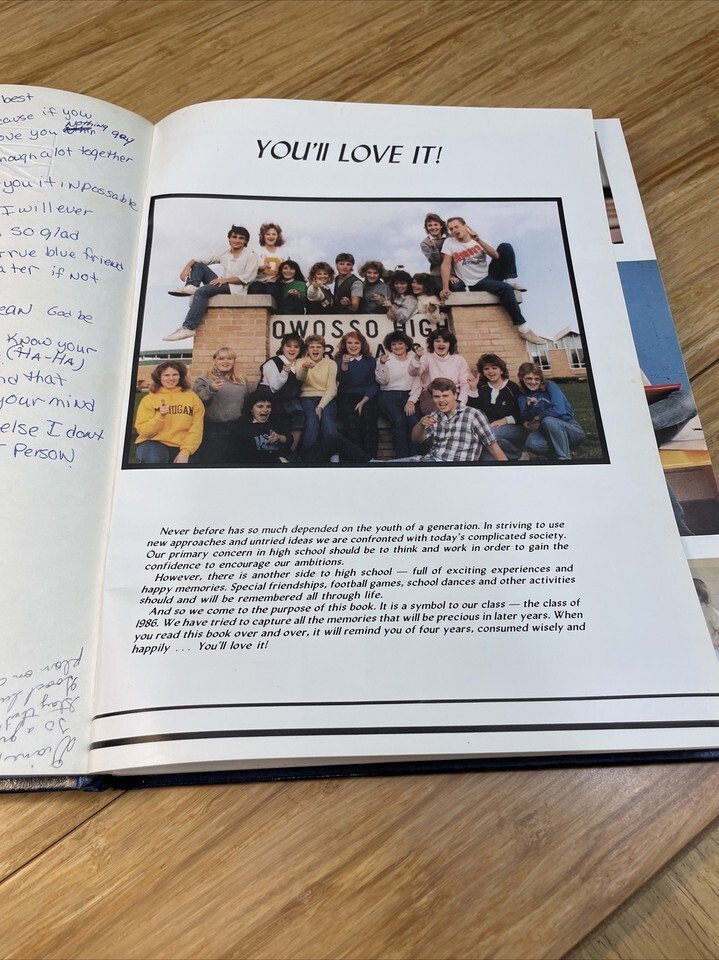 best
cause if you
ove you nothing gay
hough a lot together
you it inpossable
I will ever
so glad
true blue friend
ater if not
ean God be
Know your
(HA-HA)
nd that
your mind
else I dont
r Person
plan on
Good lu
Stay th
YOU'll LOVE IT!
OWOSSO HIGH
MICHIGAN
Never before has so much depended on the youth of a generation. In striving to use
new approaches and untried ideas we are confronted with today's complicated society.
Our primary concern in high school should be to think and work in order to gain the
confidence to encourage our ambitions.
However, there is another side to high school — full of exciting experiences and
happy memories. Special friendships, football games, school dances and other activities
should and will be remembered all through life.
And so we come to the purpose of this book. It is a symbol to our class — the class of
1986. We have tried to capture all the memories that will be precious in later years. When
you read this book over and over, it will remind you of four years, consumed wisely and
happily . . . You'll love it!